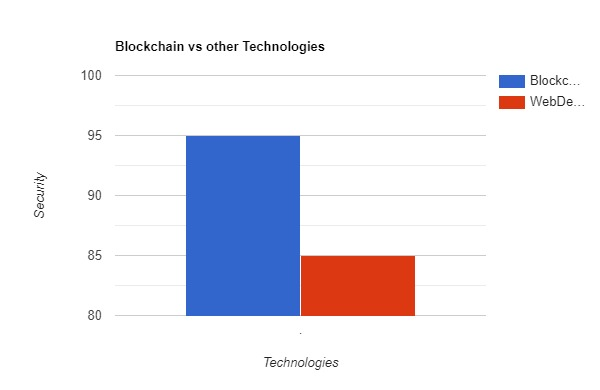 Blockchain vs other Technologies
100
Blockc...
WebDe...
95
90
Security
85
80
.
Technologies